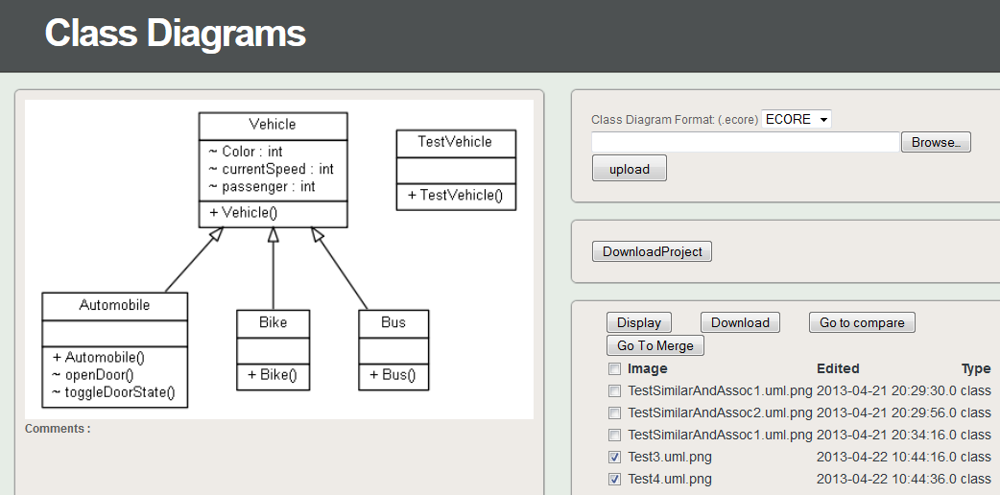 Class Diagrams
Vehicle
~ Color : int
~ currentSpeed : int
~ passenger : int
+ Vehicle()
TestVehicle
+ TestVehicle()
Automobile
+ Automobile()
~ openDoor()
~ toggleDoorState()
Bike
+ Bike()
Bus
+ Bus()
Comments :
Class Diagram Format: (.ecore) ECORE
Browse_
upload
DownloadProject
Display Download Go to compare
Go To Merge
Image Edited Type
TestSimilarAndAssoc1.uml.png 2013-04-21 20:29:30.0 class
TestSimilarAndAssoc2.uml.png 2013-04-21 20:29:56.0 class
TestSimilarAndAssoc1.uml.png 2013-04-21 20:34:16.0 class
Test3.uml.png 2013-04-22 10:44:16.0 class
Test4.uml.png 2013-04-22 10:44:36.0 class